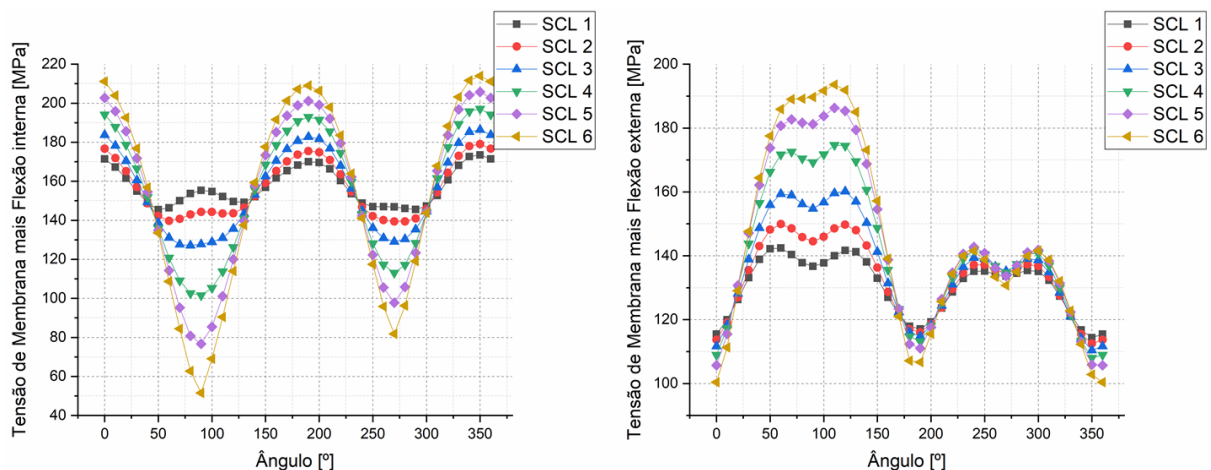 SCL 1
SCL 2
SCL 3
SCL 4
SCL 5
SCL 6
Tensão de Membrana mais Flexão interna [MPa]
220
200
180
160
140
120
100
80
60
40
0
50
100
150
200
250
300
350
Ângulo [º]
SCL 1
SCL 2
SCL 3
SCL 4
SCL 5
SCL 6
Tensão de Membrana mais Flexão externa [MPa]
200
180
160
140
120
100
0
50
100
150
200
250
300
350
Ângulo [º]